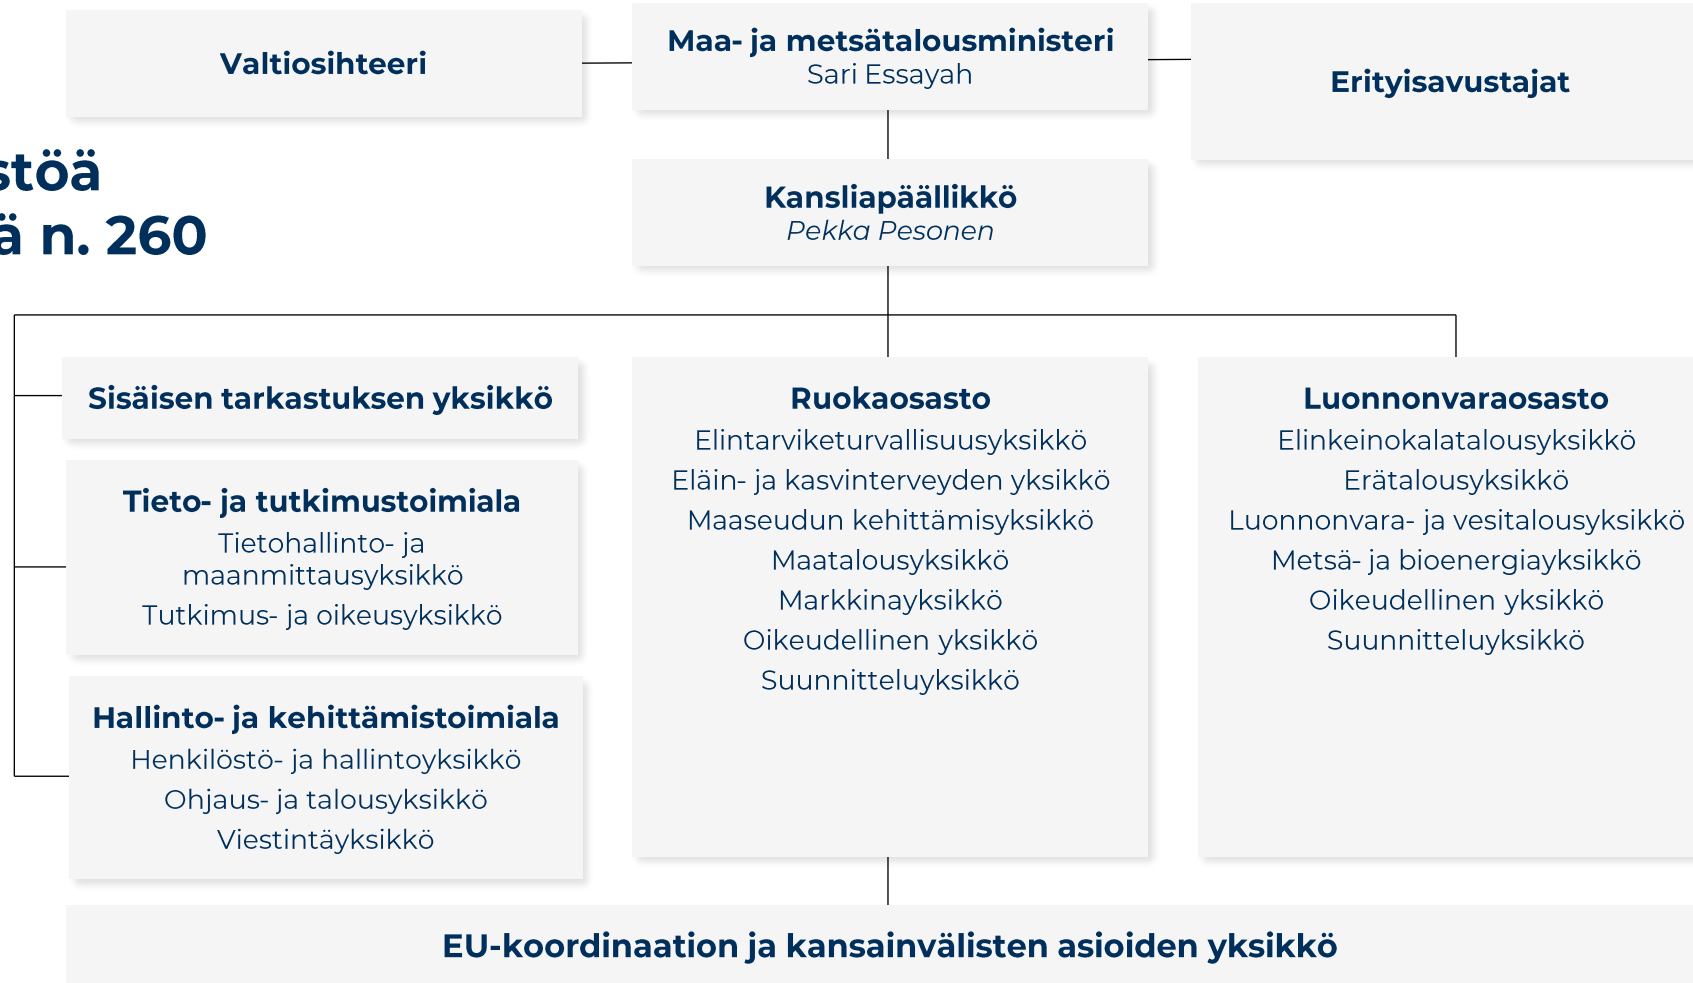 Valtiosihteeri
Maa- ja metsätalousministeri
Sari Essayah
Erityisavustajat
n. 260
Kansliapäällikkö
Pekka Pesonen
Sisäisen tarkastuksen yksikkö
Tieto- ja tutkimustoimiala
Tietohallinto- ja
maanmittausyksikkö
Tutkimus- ja oikeusyksikkö
Hallinto- ja kehittämistoimiala
Henkilöstö- ja hallintoyksikkö
Ohjaus- ja talousyksikkö
Viestintäyksikkö
Ruokaosasto
Elintarviketurvallisuusyksikkö
Eläin- ja kasvinterveyden yksikkö
Maaseudun kehittämisyksikkö
Maatalousyksikkö
Markkinayksikkö
Oikeudellinen yksikkö
Suunnitteluyksikkö
Luonnonvaraosasto
Elinkeinokalatalousyksikkö
Erätalousyksikkö
Luonnonvara- ja vesitalousyksikkö
Metsä- ja bioenergiayksikkö
Oikeudellinen yksikkö
Suunnitteluyksikkö
EU-koordinaation ja kansainvälisten asioiden yksikkö